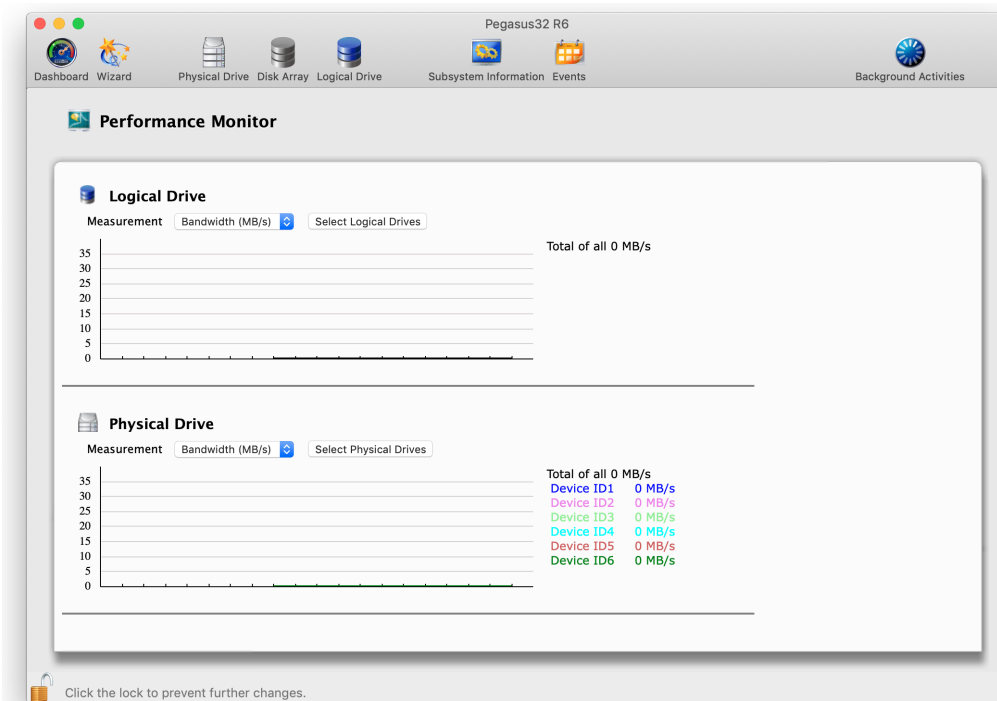 Pegasus32 R6
Dashboard Wizard Physical Drive Disk Array Logical Drive Subsystem Information Events Background Activities
Performance Monitor
Logical Drive
Measurement Bandwidth (MB/s) Select Logical Drives
Total of all 0 MB/s
35
30
25
20
15
10
5
0
Physical Drive
Measurement Bandwidth (MB/s) Select Physical Drives
Total of all 0 MB/s
35
Device ID1 0 MB/s
30
Device ID2 0 MB/s
25
Device ID3 0 MB/s
20
Device ID4 0 MB/s
15
Device ID5 0 MB/s
10
Device ID6 0 MB/s
5
0
Click the lock to prevent further changes.